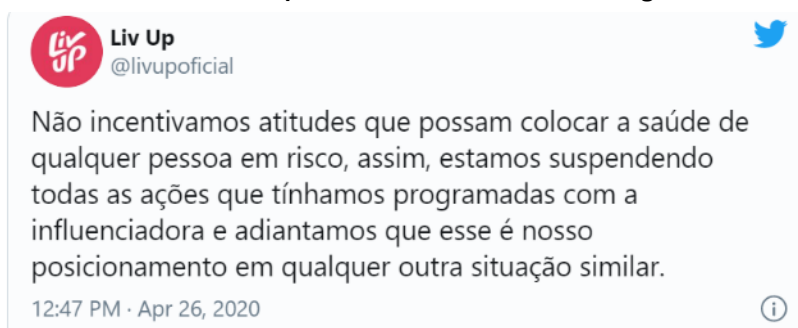 Liv Up
@livupoficial
Liv
UP
Não incentivamos atitudes que possam colocar a saúde de
qualquer pessoa em risco, assim, estamos suspendendo
todas as ações que tínhamos programadas com a
influenciadora e adiantamos que esse é nosso
posicionamento em qualquer outra situação similar.
12:47 PM · Apr 26, 2020